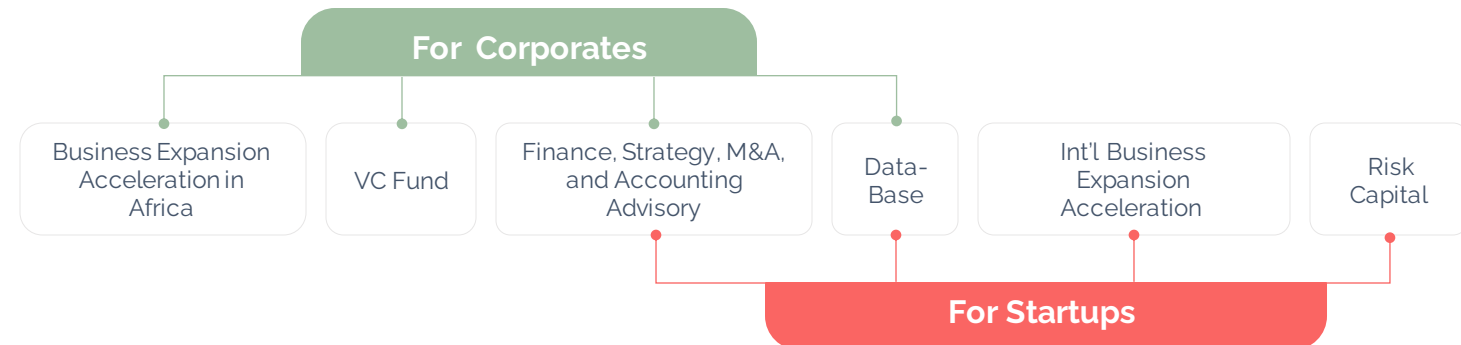 For Corporates
Business Expansion
Acceleration in
Africa
VC Fund
Finance, Strategy, M&A,
and Accounting
Advisory
Data-
Base
Int'l Business
Expansion
Acceleration
Risk
Capital
For Startups